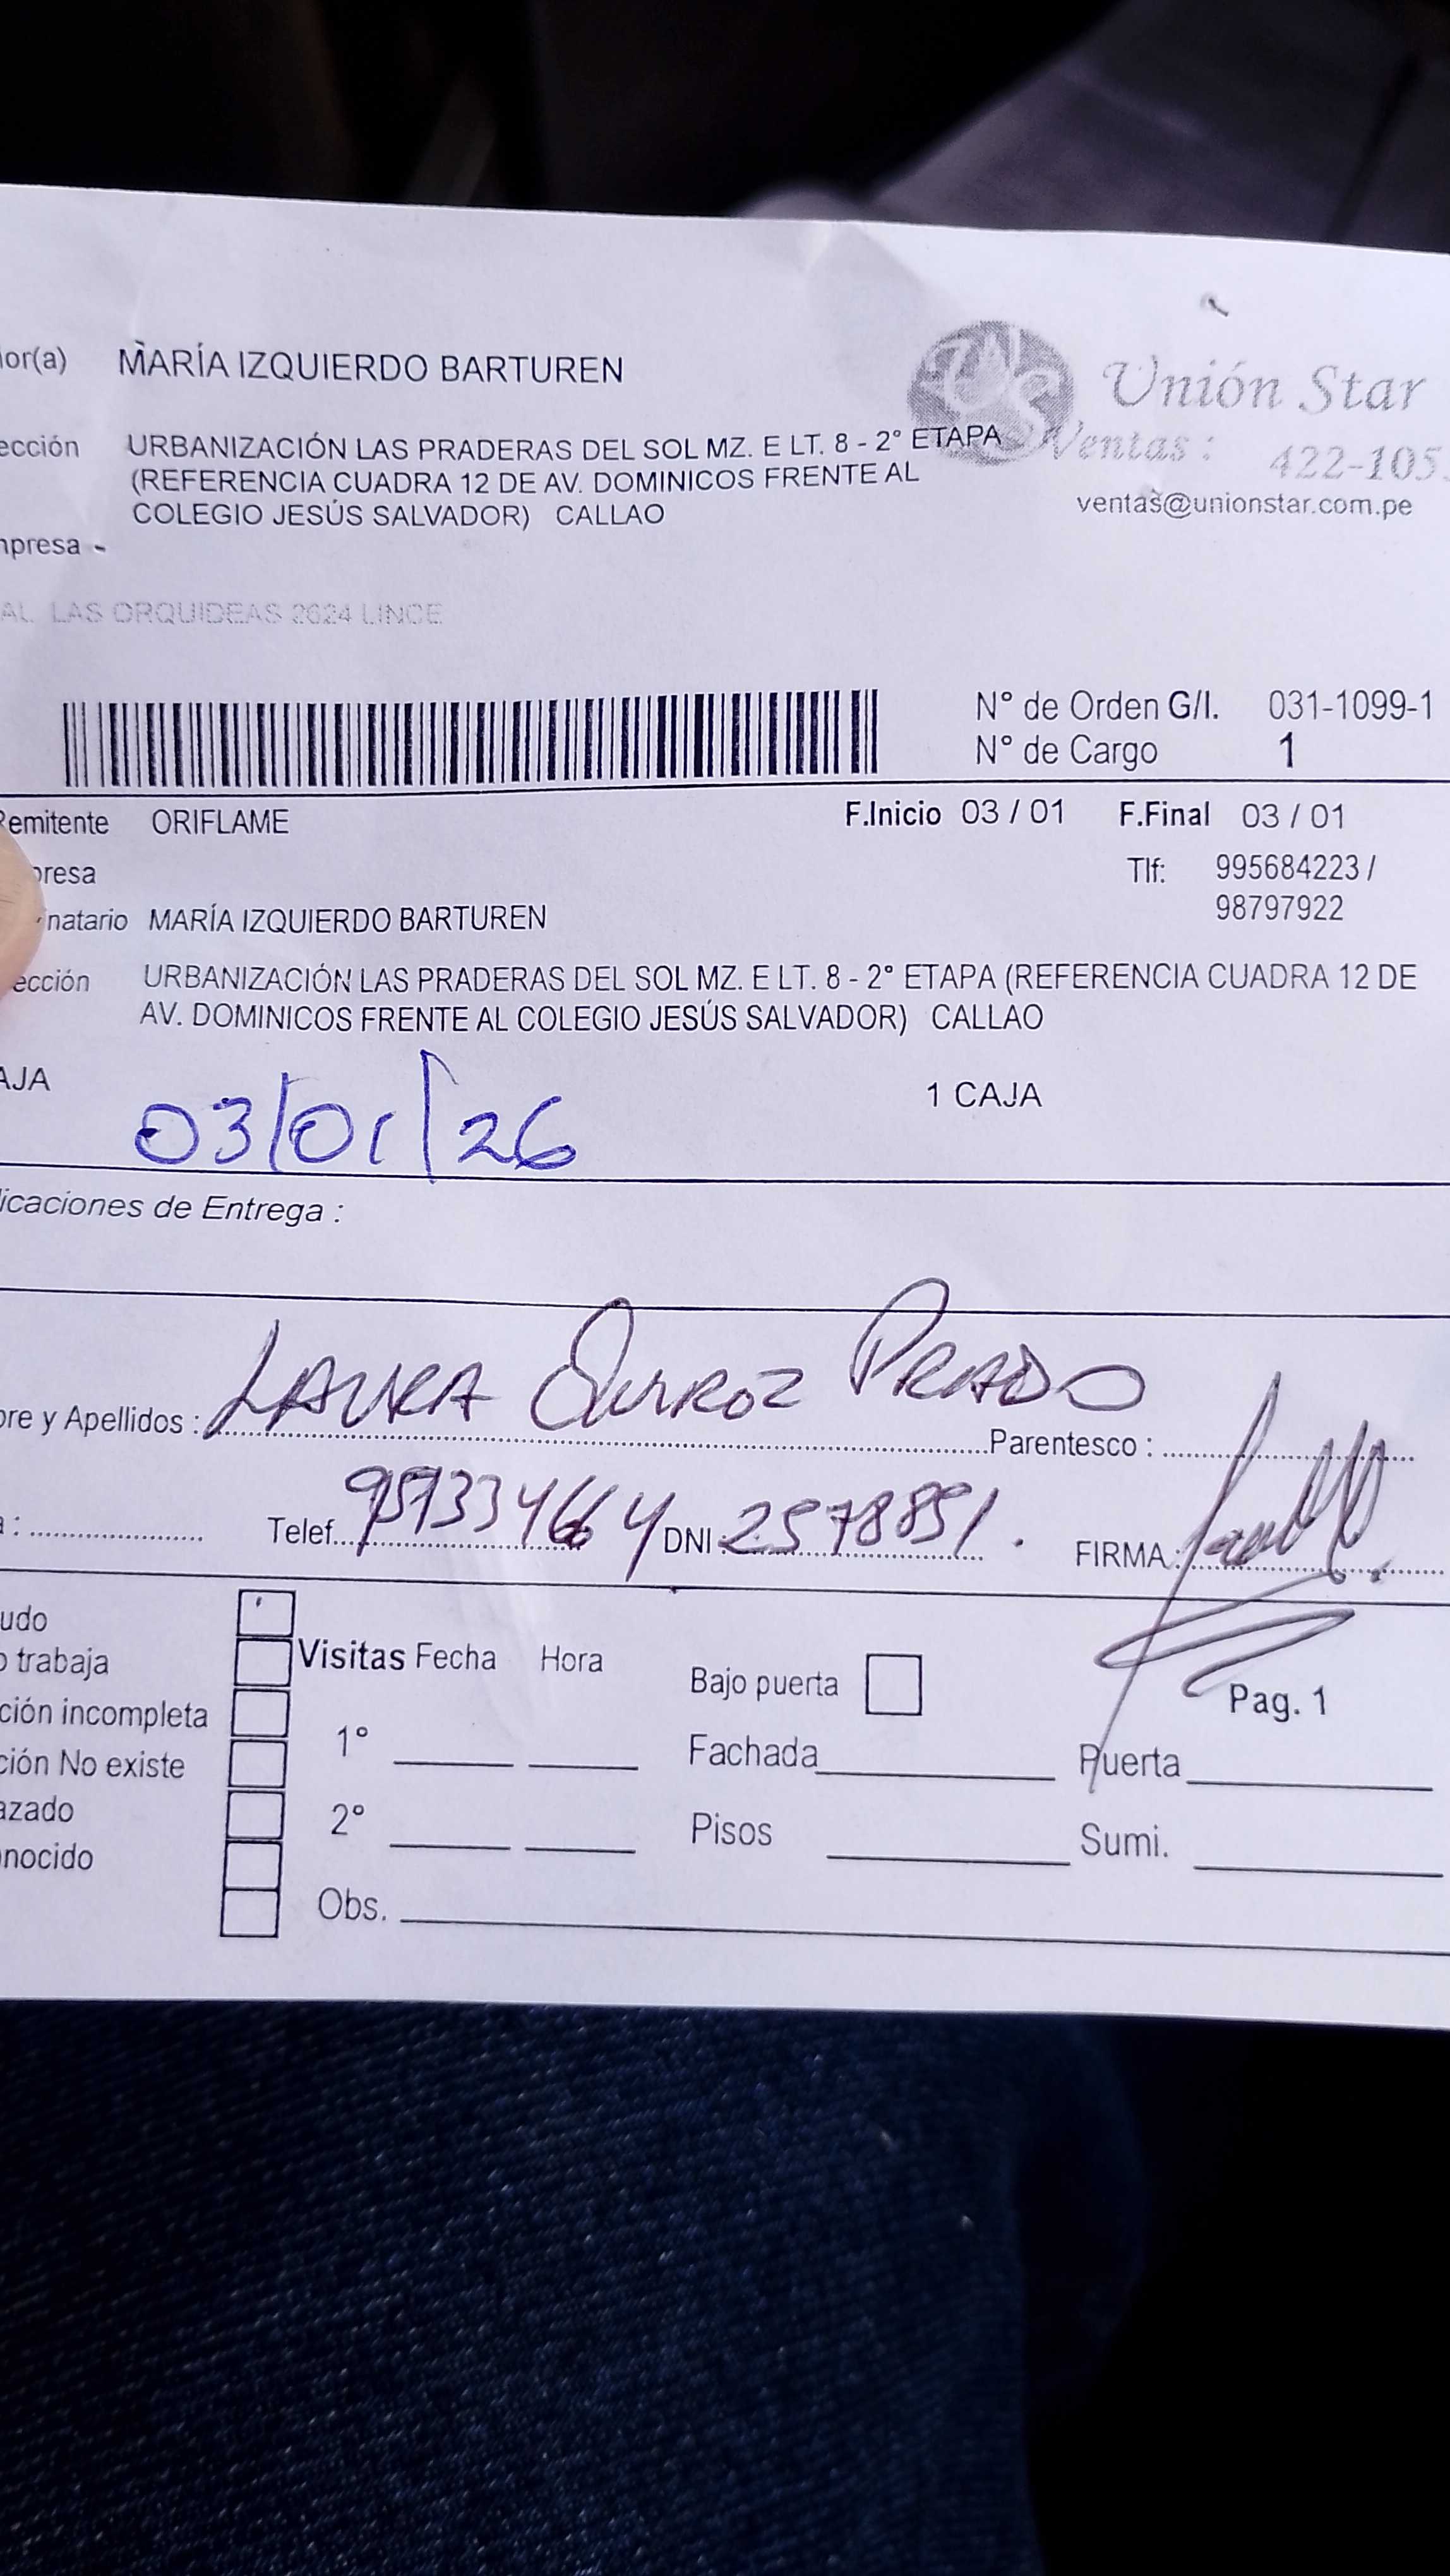 ior(a) MARÍA IZQUIERDO BARTUREN
Unión Star
ección URBANIZACIÓN LAS PRADERAS DEL SOL MZ. E LT. 8 - 2° ETAPA
Ventas : 422-105
(REFERENCIA CUADRA 12 DE AV. DOMINICOS FRENTE AL
COLEGIO JESÚS SALVADOR) CALLAO
ventas@unionstar.com.pe
mpresa -
AL. LAS ORQUIDEAS 2624 LINCE
N° de Orden G/I. 031-1099-1
N° de Cargo 1
Remitente ORIFLAME F.Inicio 03 / 01 F.Final 03 / 01
presa Tlf: 995684223 /
98797922
natario MARÍA IZQUIERDO BARTUREN
ección URBANIZACIÓN LAS PRADERAS DEL SOL MZ. E LT. 8 - 2° ETAPA (REFERENCIA CUADRA 12 DE
AV. DOMINICOS FRENTE AL COLEGIO JESÚS SALVADOR) CALLAO
AJA 1 CAJA
03/01/26
licaciones de Entrega :
bre y Apellidos : LAURA QUIROZ PRADO Parentesco :
a : Telef. DNI 2578851. FIRMA :
udo
o trabaja Visitas Fecha Hora Bajo puerta
Pag. 1
ción incompleta 1° Fachada Puerta
ción No existe
azado 2° Pisos Sumi.
nocido
Obs.